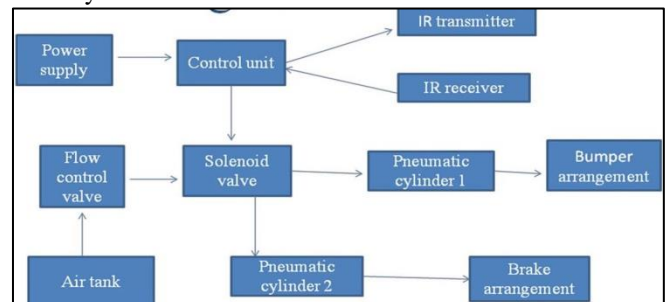 IR transmitter
Power
supply
Control unit
IR receiver
Flow
control
valve
Solenoid
valve
Pneumatic
cylinder 1
Bumper
arrangement
Air tank
Pneumatic
cylinder 2
Brake
arrangement